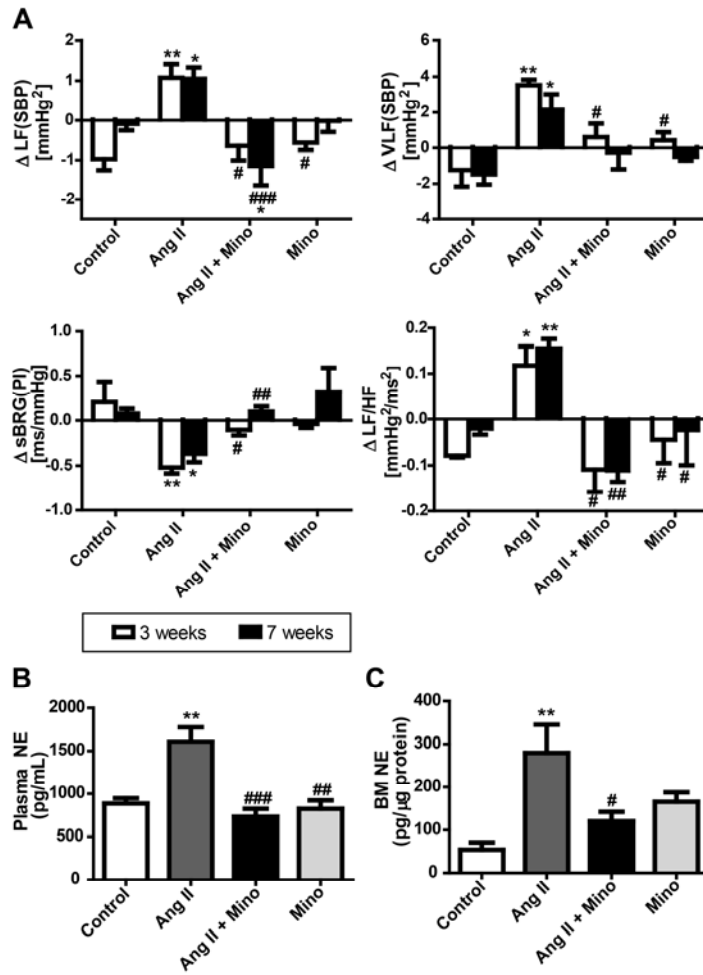 A
Δ LF(SBP)
[mmHg²]
2
1
0
-1
-2
**
*
#
###
*
#
Control
Ang II
Ang II + Mino
Mino
Δ VLF(SBP)
[mmHg²]
6
4
2
0
-2
-4
**
*
#
#
Control
Ang II
Ang II + Mino
Mino
Δ sBRG(PI)
[ms/mmHg]
1.0
0.5
0.0
-0.5
-1.0
**
*
#
##
Control
Ang II
Ang II + Mino
Mino
Δ LF/HF
[mmHg²/ms²]
0.2
0.1
0.0
-0.1
-0.2
*
**
#
##
#
#
Control
Ang II
Ang II + Mino
Mino
3 weeks 7 weeks
B
Plasma NE
(pg/mL)
2000
1500
1000
500
0
**
###
##
Control
Ang II
Ang II + Mino
Mino
C
BM NE
(pg/µg protein)
400
300
200
100
0
**
#
Control
Ang II
Ang II + Mino
Mino